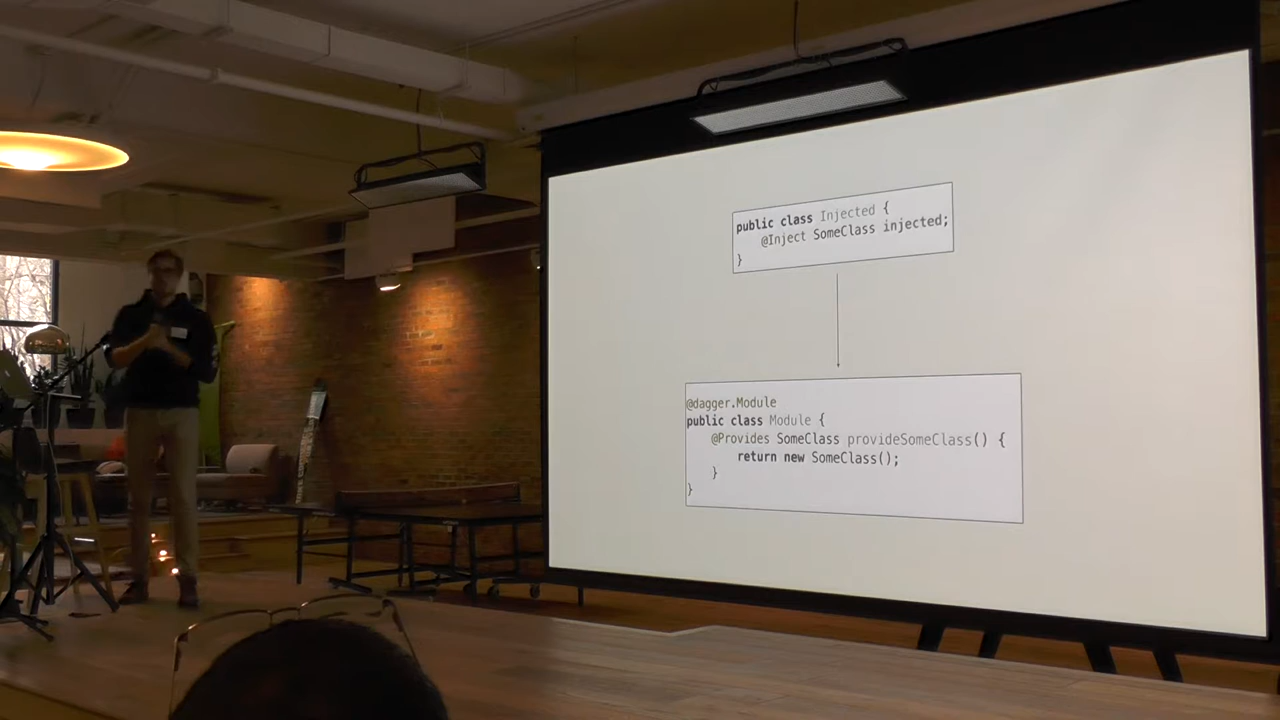 public class Injected {
@Inject SomeClass injected;
}
@dagger.Module
public class Module {
@Provides SomeClass provideSomeClass() {
return new SomeClass();
}
}